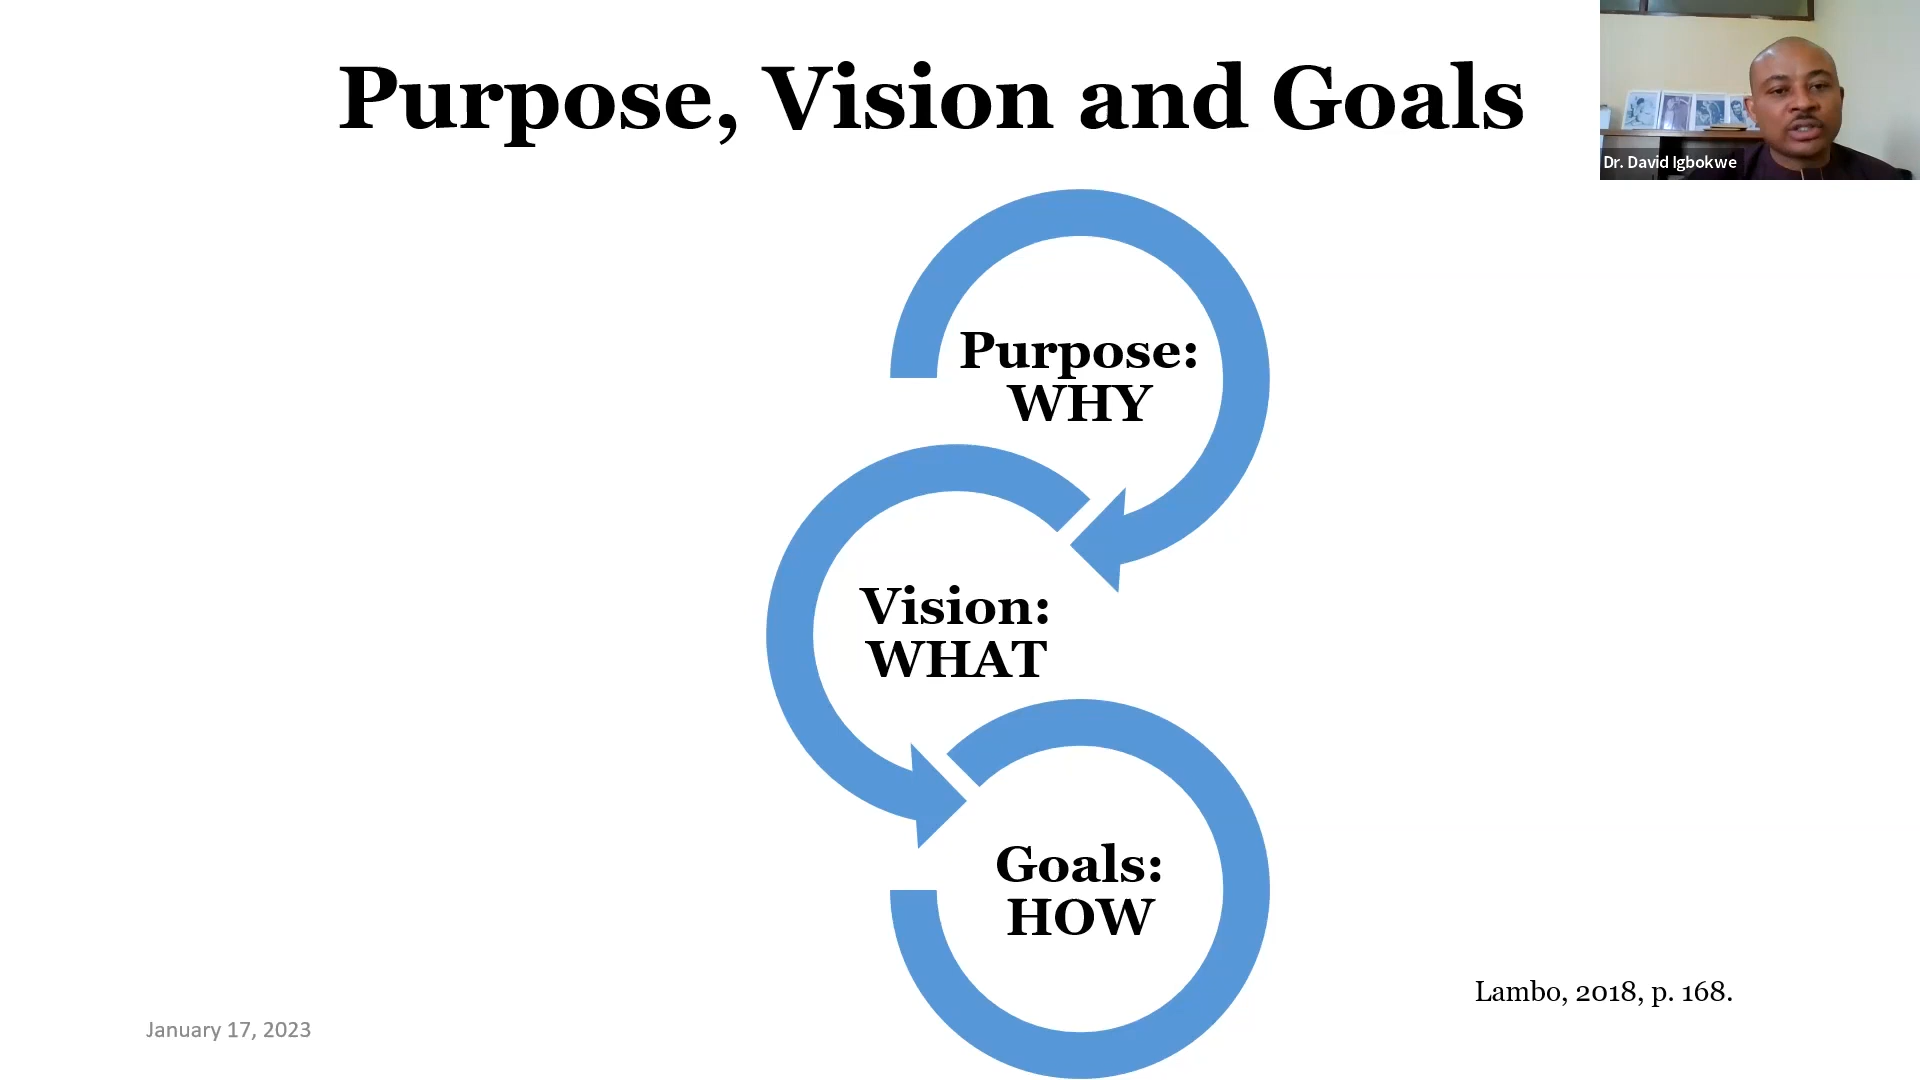 Purpose, Vision and Goals
Dr. David Igbokwe
Purpose:
WHY
Vision:
WHAT
Goals:
HOW
Lambo, 2018, p. 168.
January 17, 2023